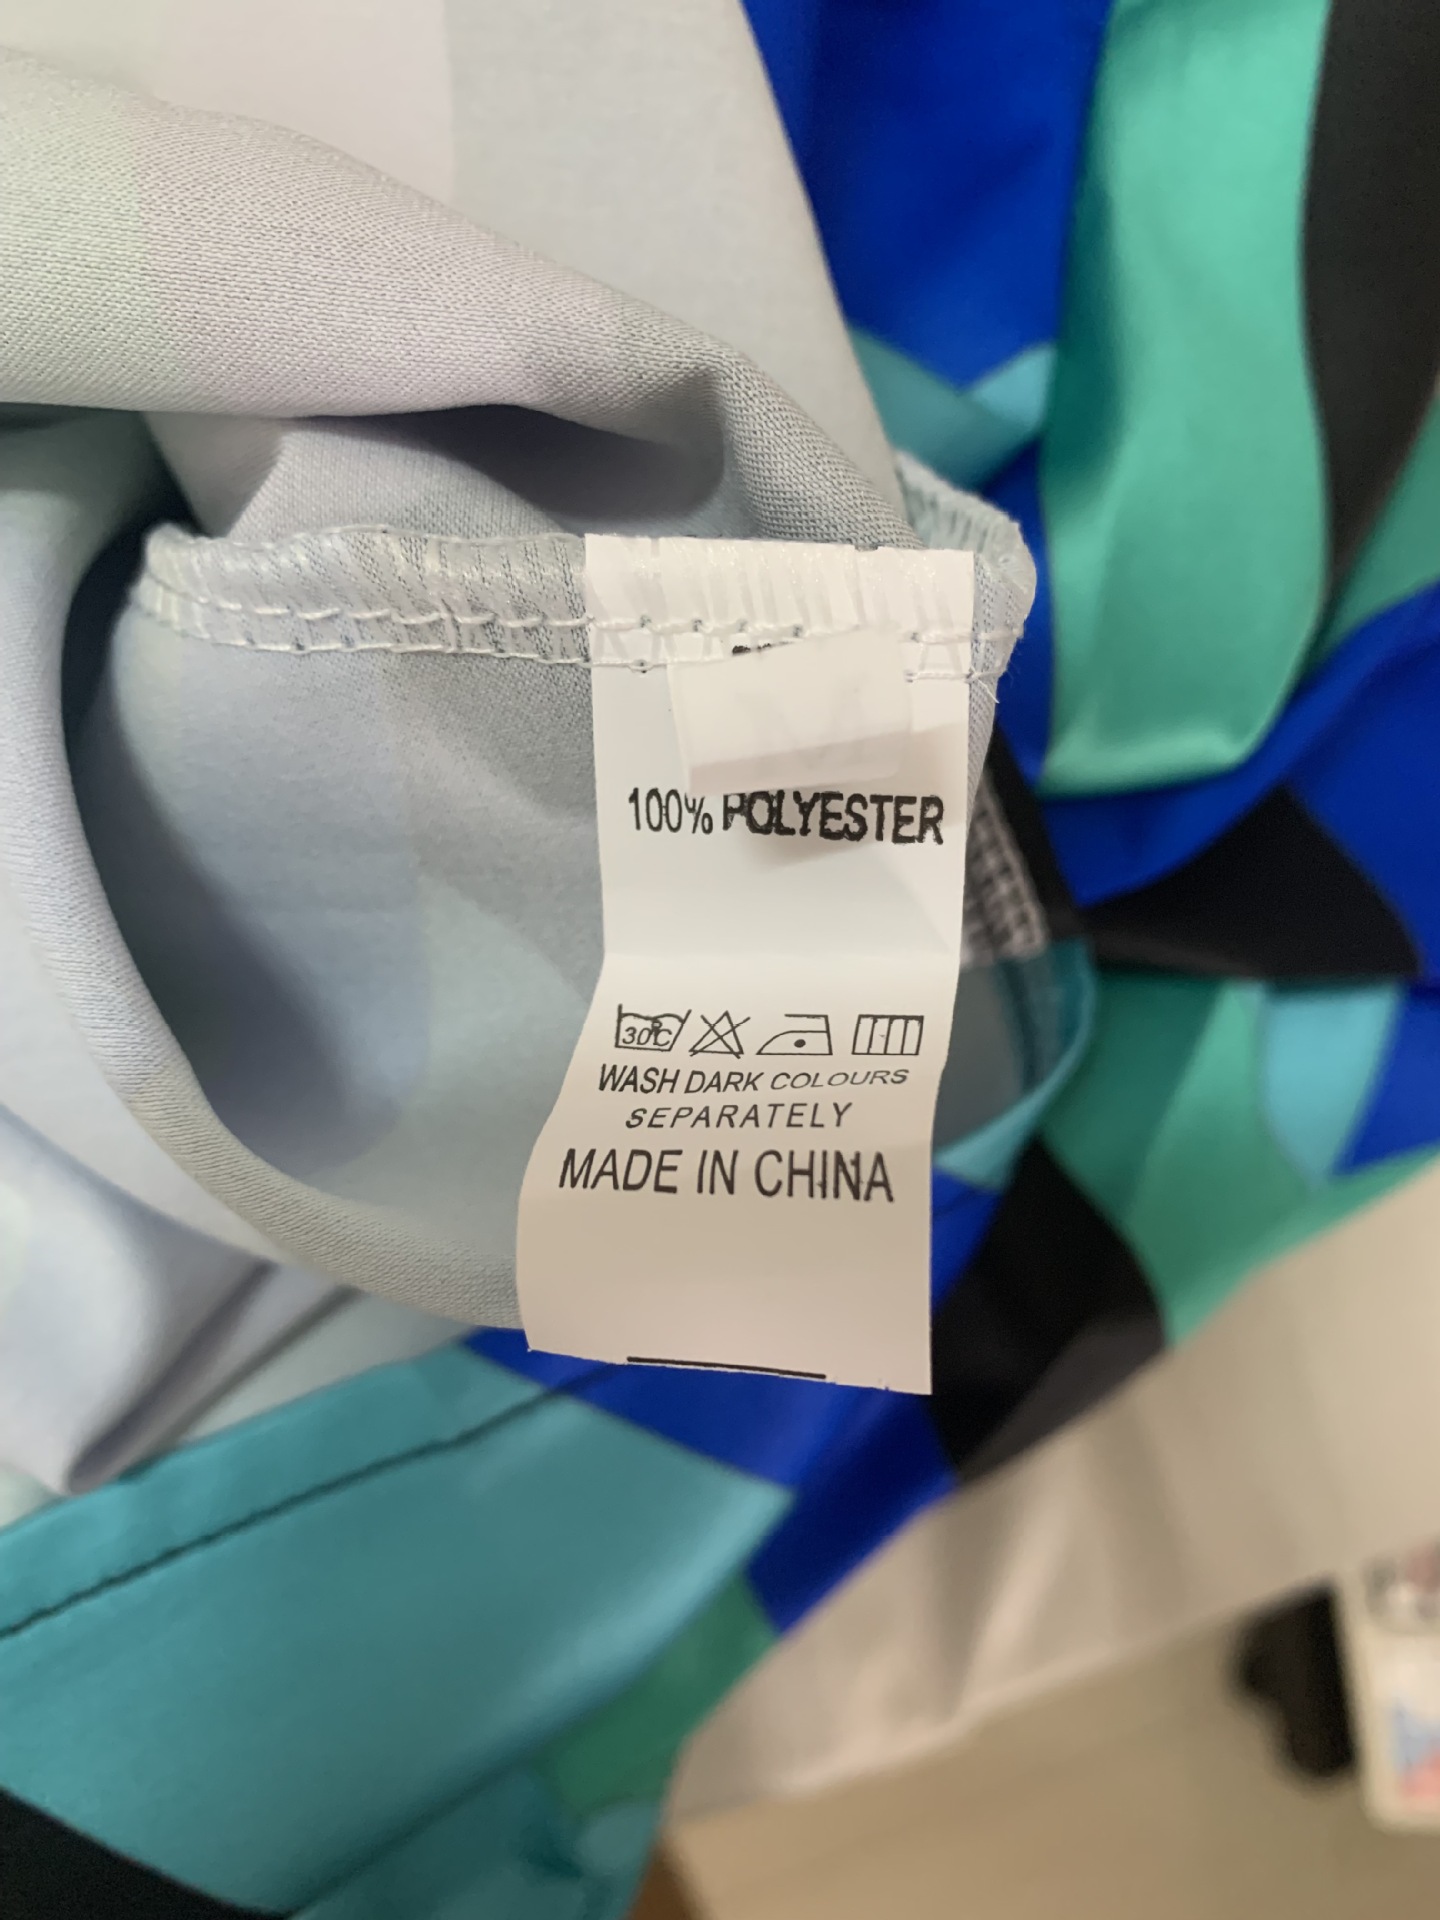 100% POLYESTER
30°C
WASH DARK COLOURS
SEPARATELY
MADE IN CHINA